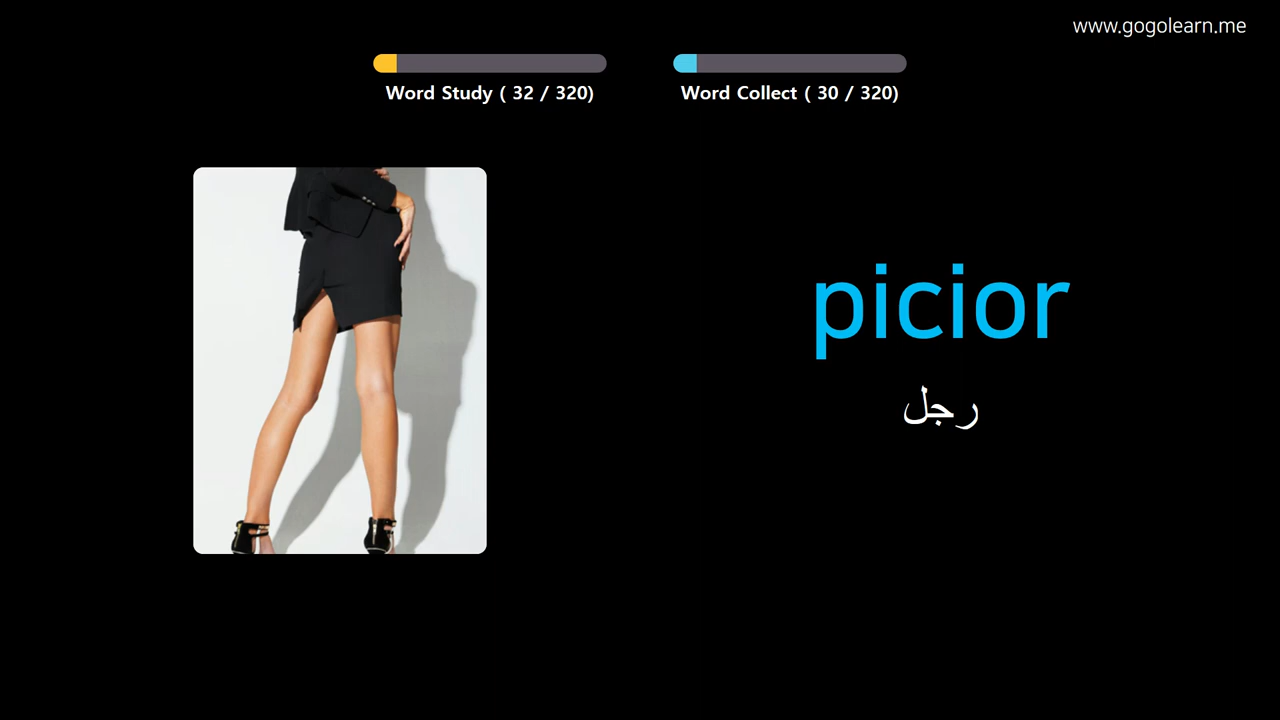 www.gogolearn.me
Word Study ( 32 / 320)
Word Collect ( 30 / 320)
picior
رجل